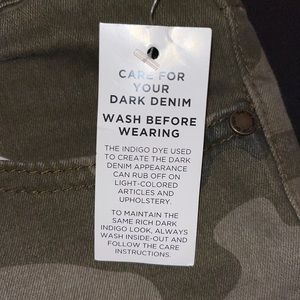 CARE FOR
YOUR
DARK DENIM
WASH BEFORE
WEARING
THE INDIGO DYE USED
TO CREATE THE DARK
DENIM APPEARANCE
CAN RUB OFF ON
LIGHT-COLORED
ARTICLES AND
UPHOLSTERY.
TO MAINTAIN THE
SAME RICH DARK
INDIGO LOOK, ALWAYS
WASH INSIDE-OUT AND
FOLLOW THE CARE
INSTRUCTIONS.